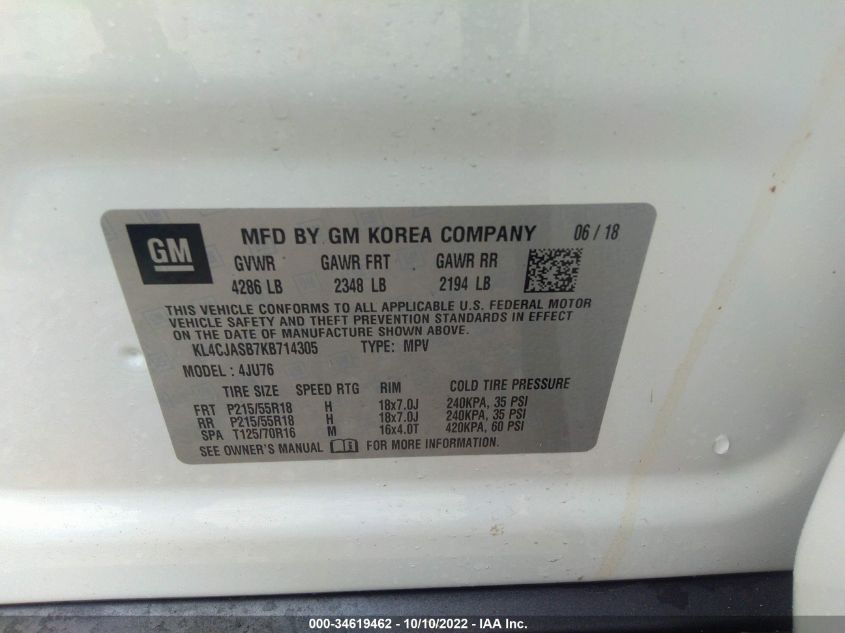 GM MFD BY GM KOREA COMPANY 06 / 18
GVWR GAWR FRT GAWR RR
4286 LB 2348 LB 2194 LB
THIS VEHICLE CONFORMS TO ALL APPLICABLE U.S. FEDERAL MOTOR
VEHICLE SAFETY AND THEFT PREVENTION STANDARDS IN EFFECT
ON THE DATE OF MANUFACTURE SHOWN ABOVE.
KL4CJASB7KB714305 TYPE: MPV
MODEL : 4JU76
TIRE SIZE SPEED RTG RIM COLD TIRE PRESSURE
FRT P215/55R18 H 18x7.0J 240KPA, 35 PSI
RR P215/55R18 H 18x7.0J 240KPA, 35 PSI
SPA T125/70R16 M 16x4.0T 420KPA, 60 PSI
SEE OWNER'S MANUAL FOR MORE INFORMATION.
000-34619462 - 10/10/2022 - IAA Inc.